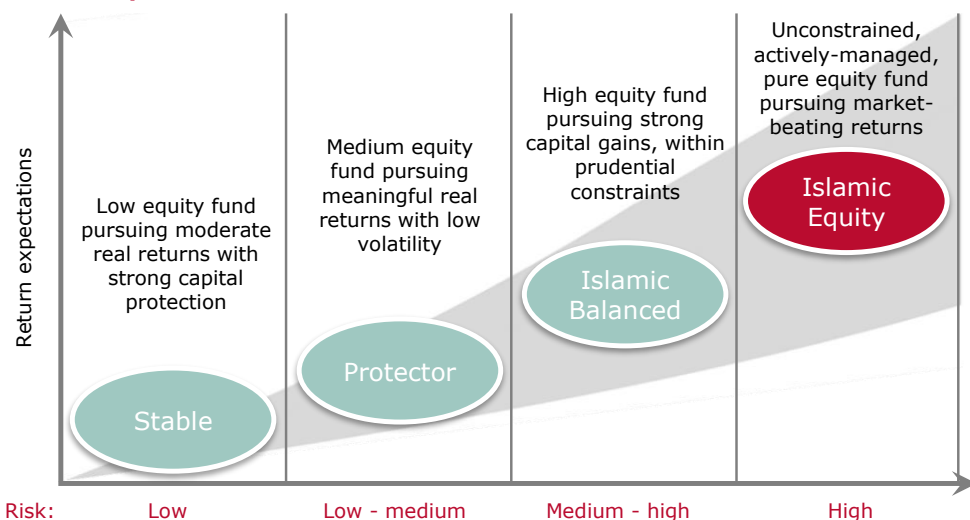 Unconstrained,
actively-managed,
pure equity fund
pursuing market-
beating returns
High equity fund
pursuing strong
capital gains, within
prudential
constraints
Medium equity
fund pursuing
meaningful real
returns with low
volatility
Low equity fund
pursuing moderate
real returns with
strong capital
protection
Return expectations
Islamic
Equity
Islamic
Balanced
Protector
Stable
Risk: Low Low - medium Medium - high High